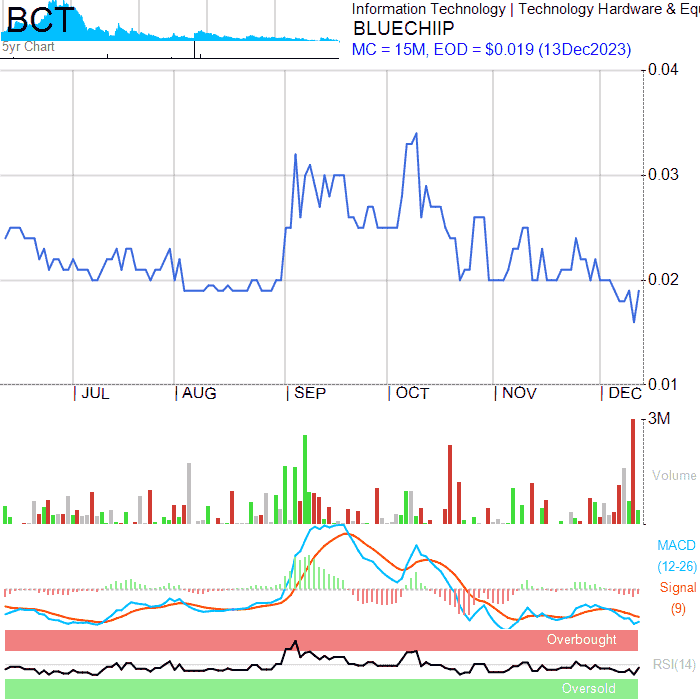 BCT
5yr Chart
Information Technology | Technology Hardware & Equ
BLUECHIIP
MC = 15M, EOD = $0.019 (13Dec2023)
0.04
0.03
0.02
0.01
JUL
AUG
SEP
OCT
NOV
DEC
3M
Volume
MACD
(12-26)
Signal
(9)
Overbought
RSI(14)
Oversold